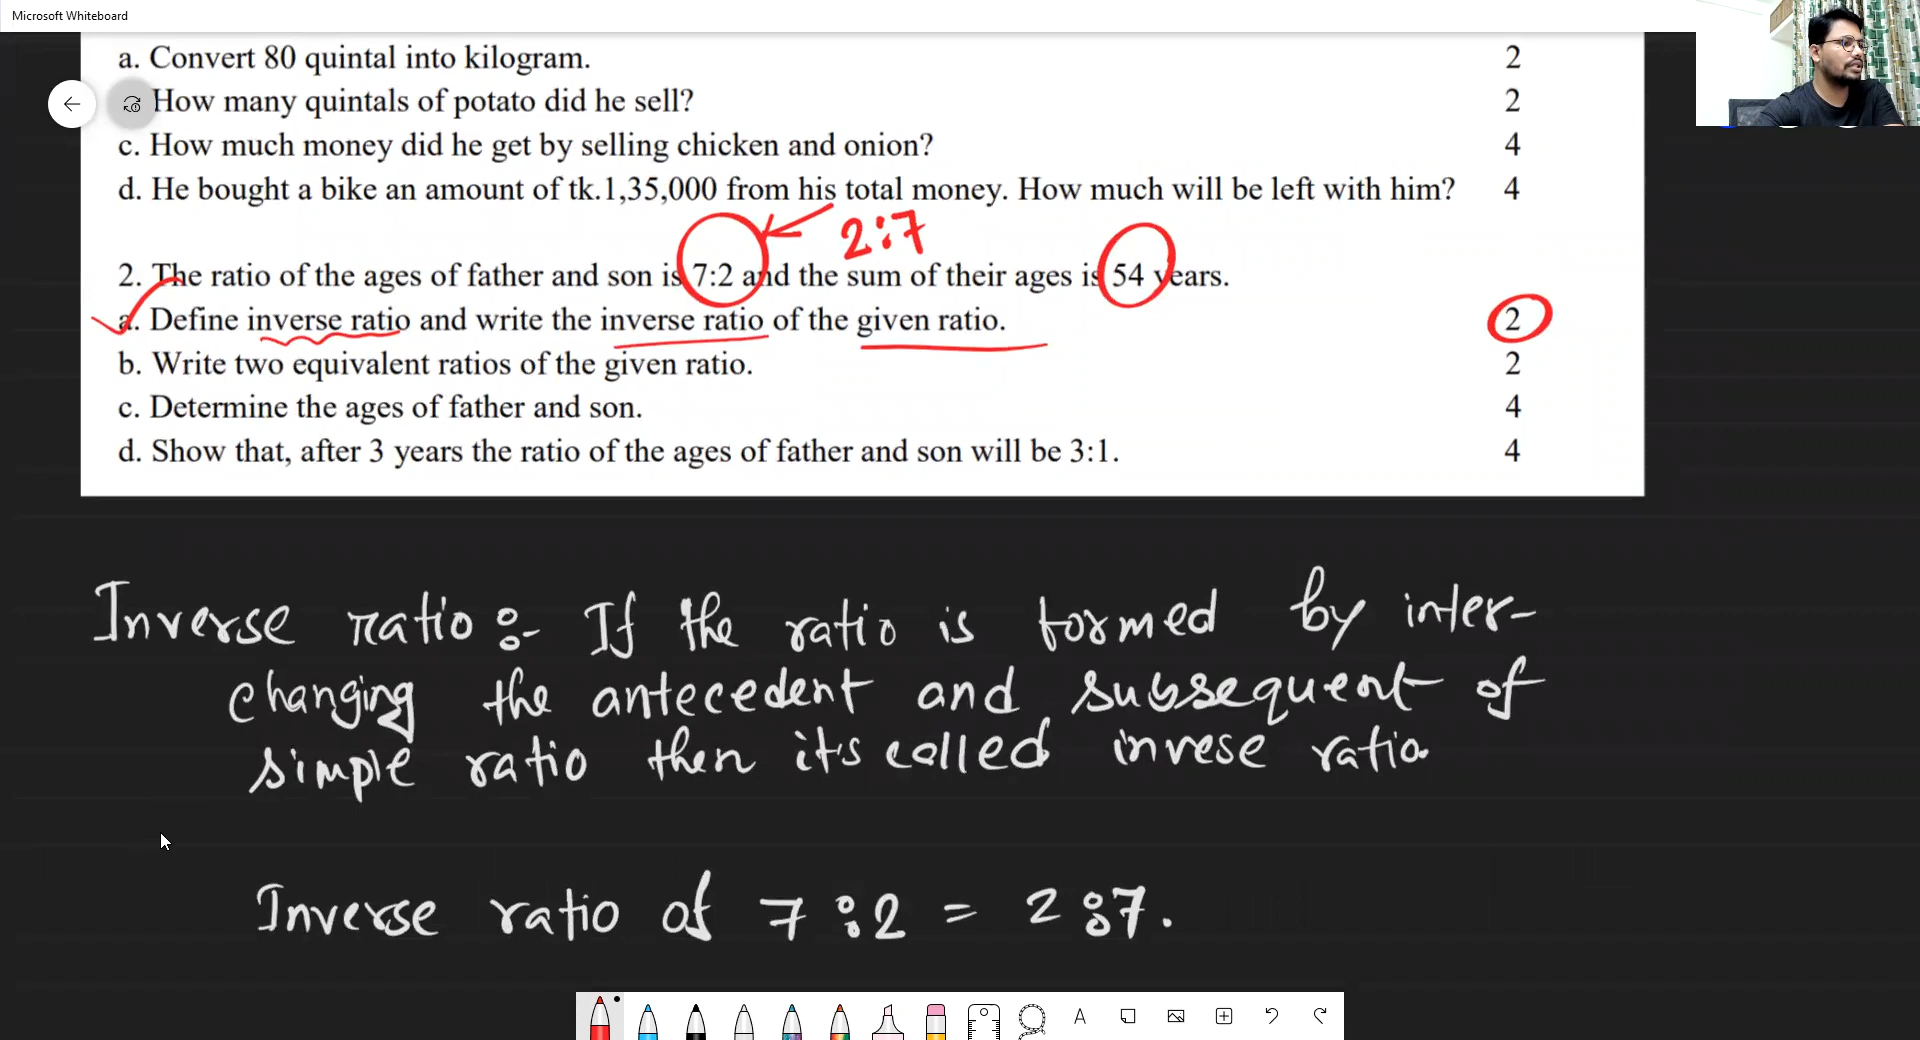 Microsoft Whiteboard
a. Convert 80 quintal into kilogram. 2
How many quintals of potato did he sell? 2
c. How much money did he get by selling chicken and onion? 4
d. He bought a bike an amount of tk.1,35,000 from his total money. How much will be left with him? 4
2:7
2. The ratio of the ages of father and son is 7:2 and the sum of their ages is 54 years.
a. Define inverse ratio and write the inverse ratio of the given ratio. 2
b. Write two equivalent ratios of the given ratio. 2
c. Determine the ages of father and son. 4
d. Show that, after 3 years the ratio of the ages of father and son will be 3:1. 4
Inverse ratio :- If the ratio is formed by inter-
changing the antecedent and subsequent of
simple ratio then it's called invese ratio
Inverse ratio of 7:2 = 2:7.